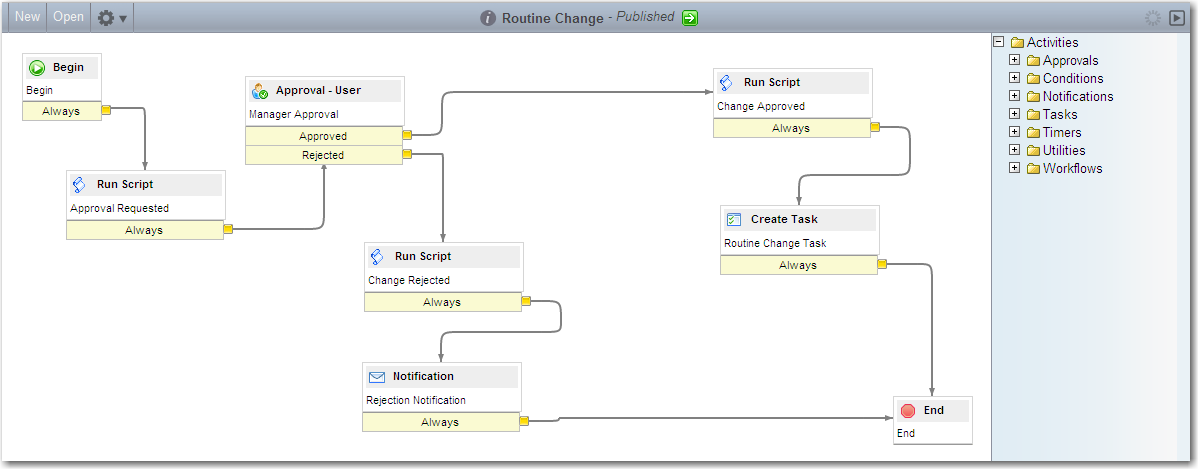 New Open
Routine Change - Published
Begin
Begin
Always
Run Script
Approval Requested
Always
Approval - User
Manager Approval
Approved
Rejected
Run Script
Change Rejected
Always
Notification
Rejection Notification
Always
Run Script
Change Approved
Always
Create Task
Routine Change Task
Always
End
End
Activities
Approvals
Conditions
Notifications
Tasks
Timers
Utilities
Workflows